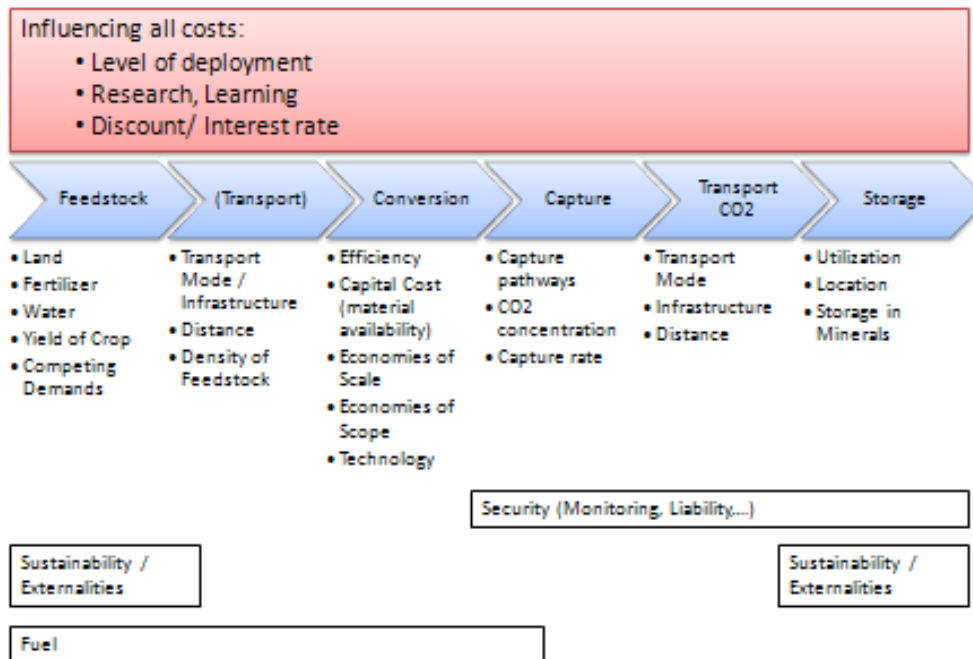 Influencing all costs:
• Level of deployment
• Research, Learning
• Discount/ Interest rate
Feedstock
(Transport)
Conversion
Capture
Transport
CO2
Storage
• Land
• Fertilizer
• Water
• Yield of Crop
• Competing
Demands
• Transport
Mode /
Infrastructure
• Distance
• Density of
Feedstock
• Efficiency
• Capital Cost
(material
availability)
• Economies of
Scale
• Economies of
Scope
• Technology
• Capture
pathways
• CO2
concentration
• Capture rate
• Transport
Mode
• Infrastructure
• Distance
• Utilization
• Location
• Storage in
Minerals
Security (Monitoring, Liability,...)
Sustainability /
Externalities
Sustainability /
Externalities
Fuel